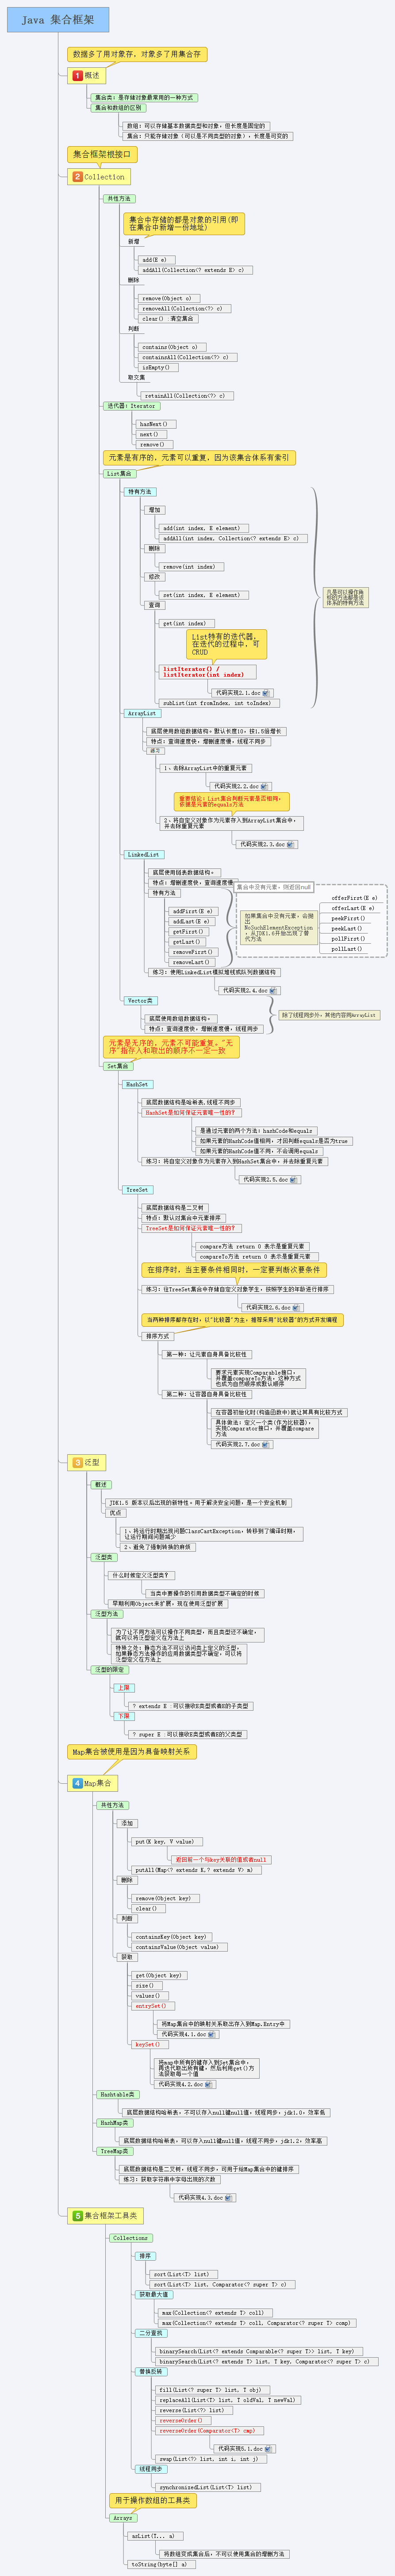 Java 集合框架
数据多了用对象存，对象多了用集合存
1 概述
集合类：是存储对象最常用的一种方式
集合和数组的区别
数组：可以存储基本数据类型和对象，但长度是固定的
集合：只能存储对象（可以是不同类型的对象），长度是可变的
集合框架根接口
2 Collection
共性方法
集合中存储的都是对象的引用(即
在集合中新增一份地址)
新增
add(E e)
addAll(Collection<? extends E> c)
删除
remove(Object o)
removeAll(Collection<?> c)
clear() 清空集合
判断
contains(Object o)
containsAll(Collection<?> c)
isEmpty()
取交集
retainAll(Collection<?> c)
迭代器：Iterator
hasNext()
next()
remove()
元素是有序的，元素可以重复，因为该集合体系有索引
List集合
特有方法
增加
add(int index, E element)
addAll(int index, Collection<? extends E> c)
删除
remove(int index)
修改
set(int index, E element)
查询
get(int index)
List特有的迭代器，
在迭代的过程中，可
CRUD
listIterator() /
listIterator(int index)
代码实现2.1.doc
subList(int fromIndex, int toIndex)
凡是可以操作角
标的方法都是该
体系的特有方法
ArrayList
底层使用数组数据结构。默认长度10，按1.5倍增长
特点：查询速度快，增删速度慢，线程不同步
练习
1、去除ArrayList中的重复元素
代码实现2.2.doc
重要结论：List集合判断元素是否相同，
依据是元素的equals方法
2、将自定义对象作为元素存入到ArrayList集合中，
并去除重复元素
代码实现2.3.doc
LinkedList
底层使用链表数据结构。
特点：增删速度快，查询速度慢
特有方法
addFirst(E e)
addLast(E e)
getFirst()
getLast()
removeFirst()
removeLast()
集合中没有元素，则返回null
如果集合中没有元素，会抛
出
NoSuchElementException
，从JDK1.6开始出现了替
代方法
offerFirst(E e)
offerLast(E e)
peekFirst()
peekLast()
pollFirst()
pollLast()
练习：使用LinkedList模拟堆栈或队列数据结构
代码实现2.4.doc
Vector类
底层使用数组数据结构。
特点：查询速度快，增删速度慢，线程同步
除了线程同步外，其他内容同ArrayList
元素是无序的，元素不可能重复，"无
序"指存入和取出的顺序不一定一致
Set集合
HashSet
底层数据结构是哈希表,线程不同步
HashSet是如何保证元素唯一性的？
是通过元素的两个方法：hashCode和equals
如果元素的HashCode值相同，才回判断equals是否为true
如果元素的HashCode值不同，不会调用equals
练习：将自定义对象作为元素存入到HashSet集合中，并去除重复元素
代码实现2.5.doc
TreeSet
底层数据结构是二叉树
特点：默认对集合中元素排序
TreeSet是如何保证元素唯一性的？
compare方法 return 0 表示是重复元素
compareTo方法 return 0 表示是重复元素
在排序时，当主要条件相同时，一定要判断次要条件
练习：往TreeSet集合中存储自定义对象学生，按照学生的年龄进行排序
代码实现2.6.doc
当两种排序都存在时，以"比较器"为主，推荐采用"比较器"的方式开发编程
排序方式
第一种：让元素自身具备比较性
要求元素实现Comparable接口，
并覆盖compareTo方法，这种方式
也成为自然顺序或默认顺序
第二种：让容器自身具备比较性
在容器初始化时(构造函数中)就让其具有比较方式
具体做法：定义一个类(作为比较器)，
实现Comparator接口，并覆盖compare
方法
代码实现2.7.doc
3 泛型
概述
JDK1.5 版本以后出现的新特性。用于解决安全问题，是一个安全机制
优点
1、将运行时期出现问题ClassCastException，转移到了编译时期，
让运行期间问题减少
2、避免了强制转换的麻烦
泛型类
什么时候定义泛型类？
当类中要操作的引用数据类型不确定的时候
早期利用Object来扩展，现在使用泛型扩展
泛型方法
为了让不同方法可以操作不同类型，而且类型还不确定，
就可以将泛型定义在方法上
特殊之处：静态方法不可以访问类上定义的泛型，
如果静态方法操作的应用数据类型不确定，可以将
泛型定义在方法上
泛型的限定
上限
? extends E :可以接收E类型或者E的子类型
下限
? super E :可以接收E类型或者E的父类型
Map集合被使用是因为具备映射关系
4 Map集合
共性方法
添加
put(K key, V value)
返回前一个与key关联的值或者null
putAll(Map<? extends K,? extends V> m)
删除
remove(Object key)
clear()
判断
containsKey(Object key)
containsValue(Object value)
获取
get(Object key)
size()
values()
entrySet()
将Map集合中的映射关系取出存入到Map.Entry中
代码实现4.1.doc
keySet()
将map中所有的键存入到Set集合中，
再迭代取出所有键，然后利用get()方
法获取每一个值
代码实现4.2.doc
Hashtable类
底层数据结构哈希表，不可以存入null键null值，线程同步，jdk1.0，效率低
HashMap类
底层数据结构哈希表，可以存入null键null值，线程不同步，jdk1.2，效率高
TreeMap类
底层数据结构是二叉树，线程不同步，可用于给Map集合中的键排序
练习：获取字符串中字母出现的次数
代码实现4.3.doc
5 集合框架工具类
Collections
排序
sort(List<T> list)
sort(List<T> list, Comparator<? super T> c)
获取最大值
max(Collection<? extends T> coll)
max(Collection<? extends T> coll, Comparator<? super T> comp)
二分查找
binarySearch(List<? extends Comparable<? super T>> list, T key)
binarySearch(List<? extends T> list, T key, Comparator<? super T> c)
替换反转
fill(List<? super T> list, T obj)
replaceAll(List<T> list, T oldVal, T newVal)
reverse(List<?> list)
reverseOrder()
reverseOrder(Comparator<T> cmp)
代码实现5.1.doc
swap(List<?> list, int i, int j)
线程同步
synchronizedList(List<T> list)
用于操作数组的工具类
Arrays
asList(T... a)
将数组变成集合后，不可以使用集合的增删方法
toString(byte[] a)